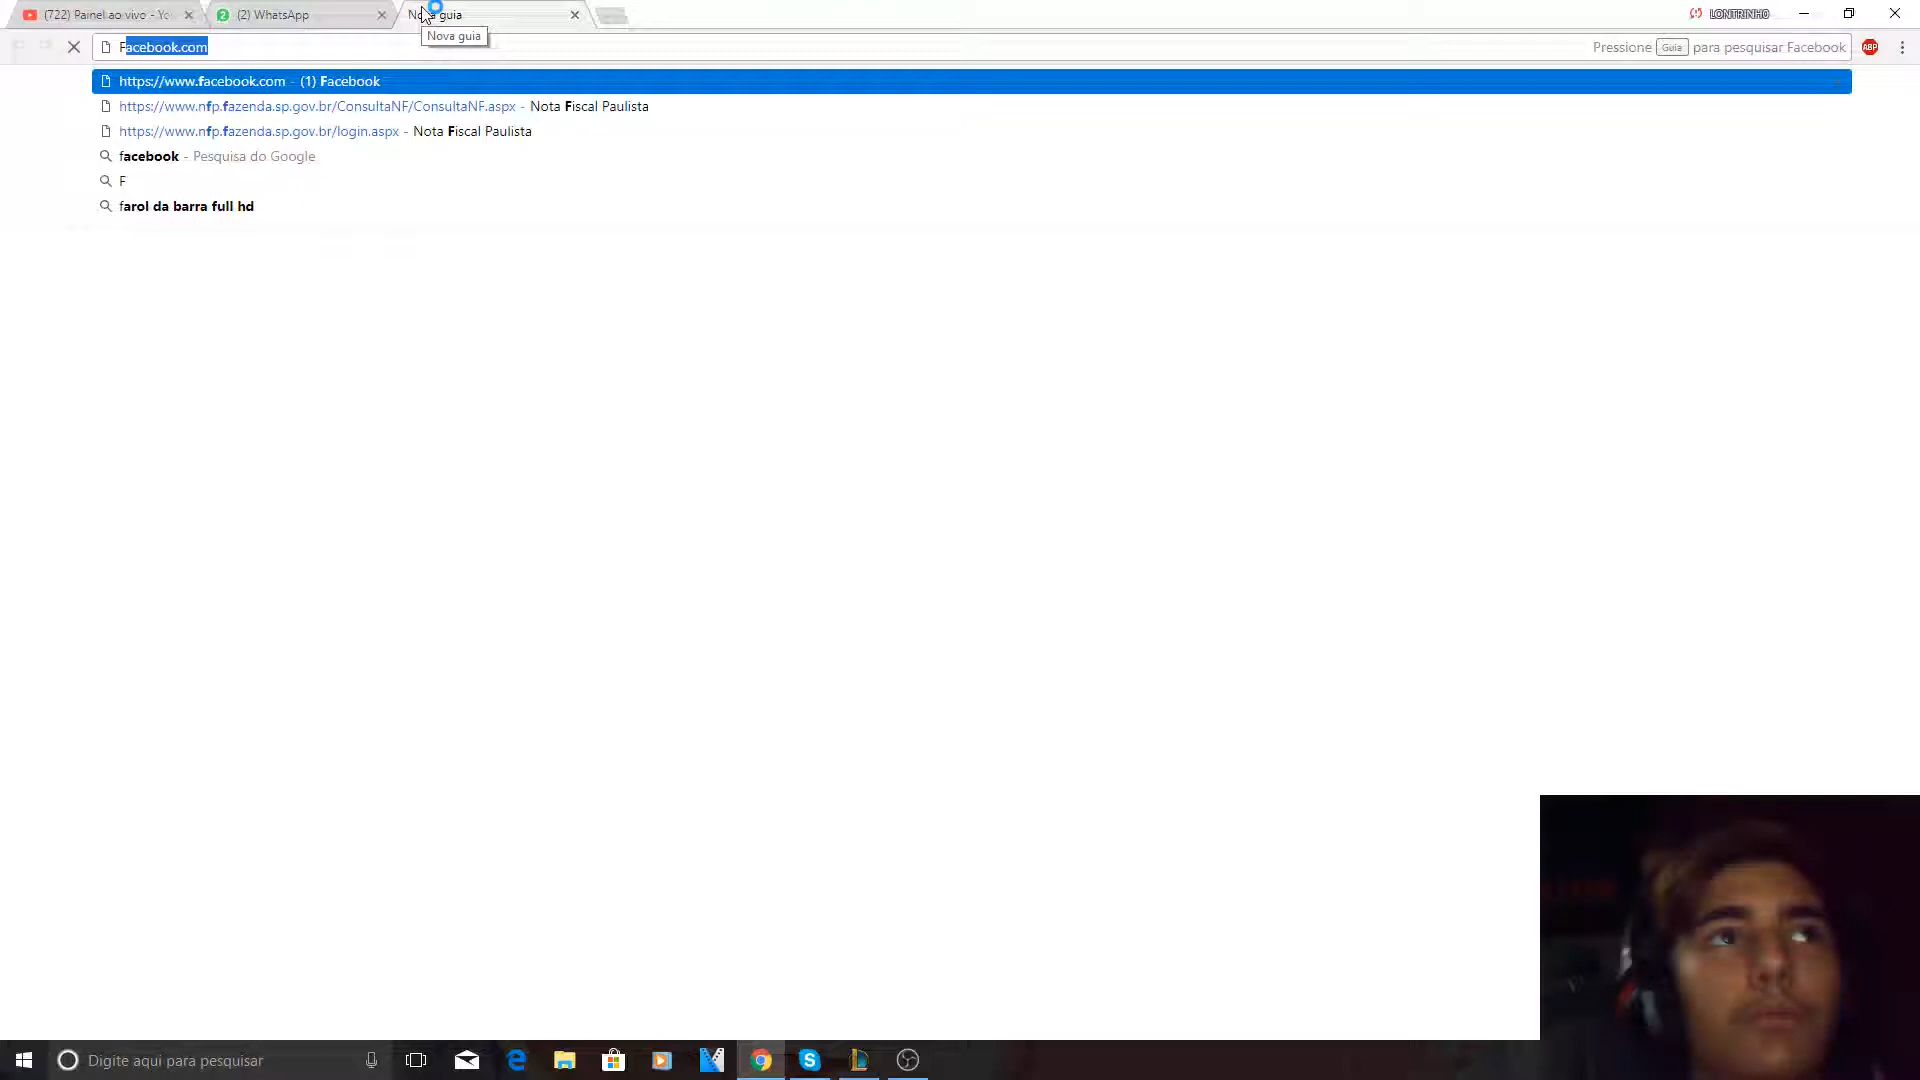 (722) Painel ao vivo - Yo
(2) WhatsApp
guia
LONTRINH0
Nova guia
Facebook.com
Pressione Guia para pesquisar Facebook
ABP
https://www.facebook.com - (1) Facebook
https://www.nfp.fazenda.sp.gov.br/ConsultaNF/ConsultaNF.aspx - Nota Fiscal Paulista
https://www.nfp.fazenda.sp.gov.br/login.aspx - Nota Fiscal Paulista
facebook - Pesquisa do Google
F
farol da barra full hd
Digite aqui para pesquisar